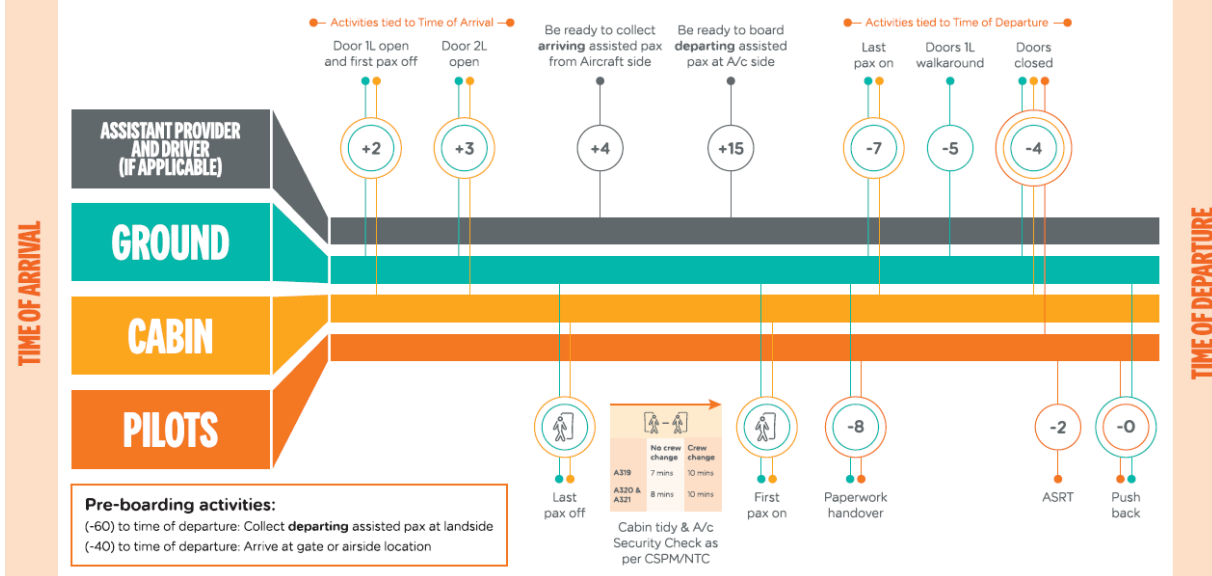 Activities tied to Time of Arrival
Activities tied to Time of Departure
Door 1L open
and first pax off
Door 2L
open
Be ready to collect
arriving assisted pax
from Aircraft side
Be ready to board
departing assisted
pax at A/c side
Last
pax on
Doors 1L
walkaround
Doors
closed
+2
+3
+4
+15
-7
-5
-4
ASSISTANT PROVIDER
AND DRIVER
(IF APPLICABLE)
GROUND
CABIN
PILOTS
TIME OF ARRIVAL
TIME OF DEPARTURE
-8
-2
-0
No crew
change
Crew
change
A319
7 mins
10 mins
A320 &
A321
8 mins
10 mins
Last
pax off
Cabin tidy & A/c
Security Check as
per CSPM/NTC
First
pax on
Paperwork
handover
ASRT
Push
back
Pre-boarding activities:
(-60) to time of departure: Collect departing assisted pax at landside
(-40) to time of departure: Arrive at gate or airside location